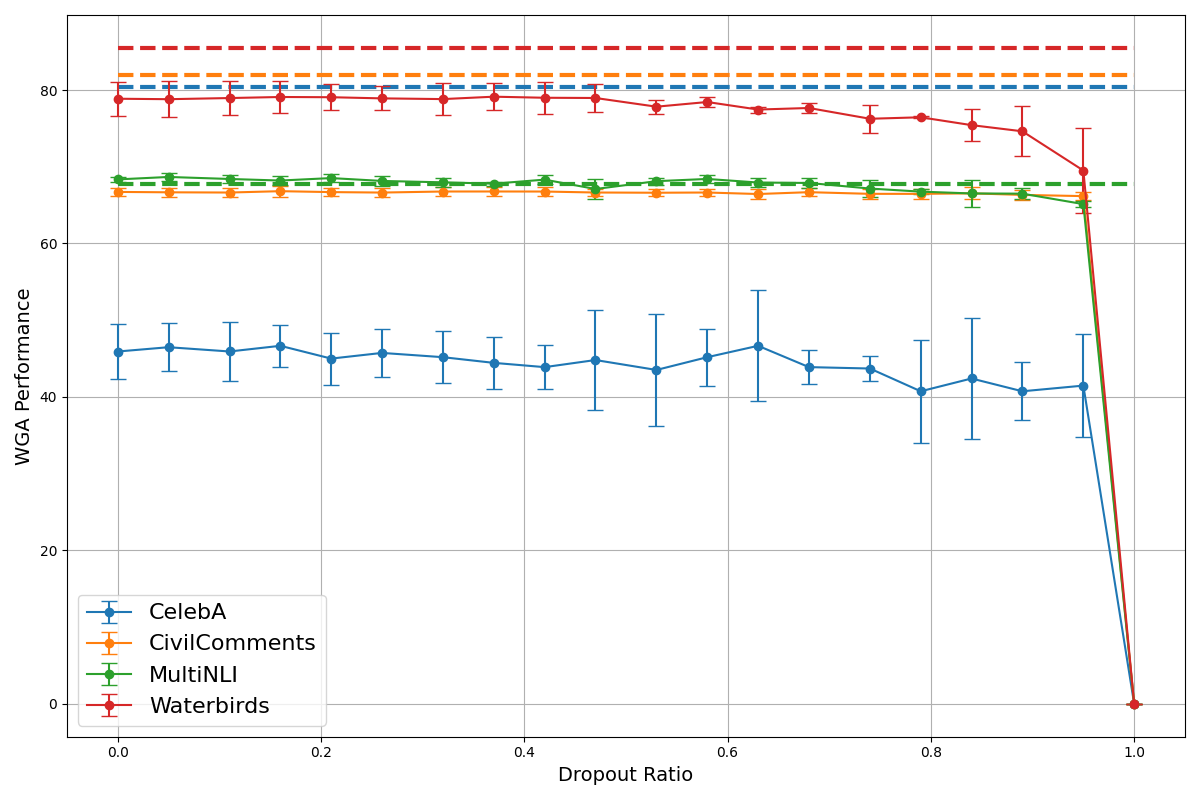 WGA Performance
80
60
40
20
0
0.0 0.2 0.4 0.6 0.8 1.0
Dropout Ratio
CelebA
CivilComments
MultiNLI
Waterbirds